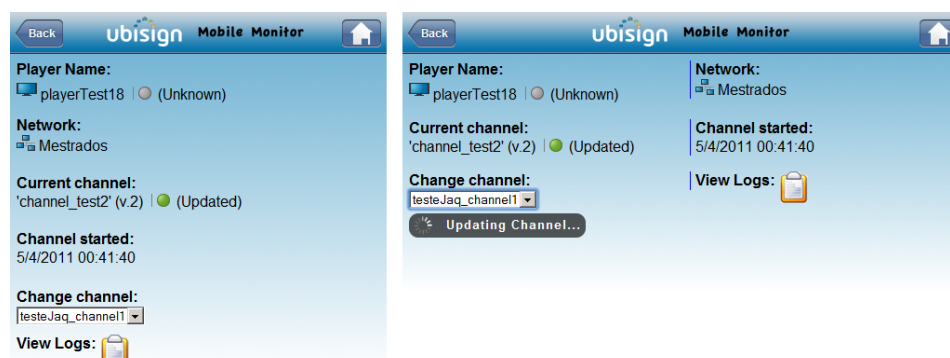 Back ubisign Mobile Monitor
Player Name:
playerTest18 (Unknown)
Network:
Mestrados
Current channel:
'channel_test2' (v.2) (Updated)
Channel started:
5/4/2011 00:41:40
Change channel:
testeJaq_channel1
View Logs:
Back ubisign Mobile Monitor
Player Name:
playerTest18 (Unknown)
Network:
Mestrados
Current channel:
'channel_test2' (v.2) (Updated)
Channel started:
5/4/2011 00:41:40
Change channel:
testeJaq_channel1
Updating Channel...
View Logs: